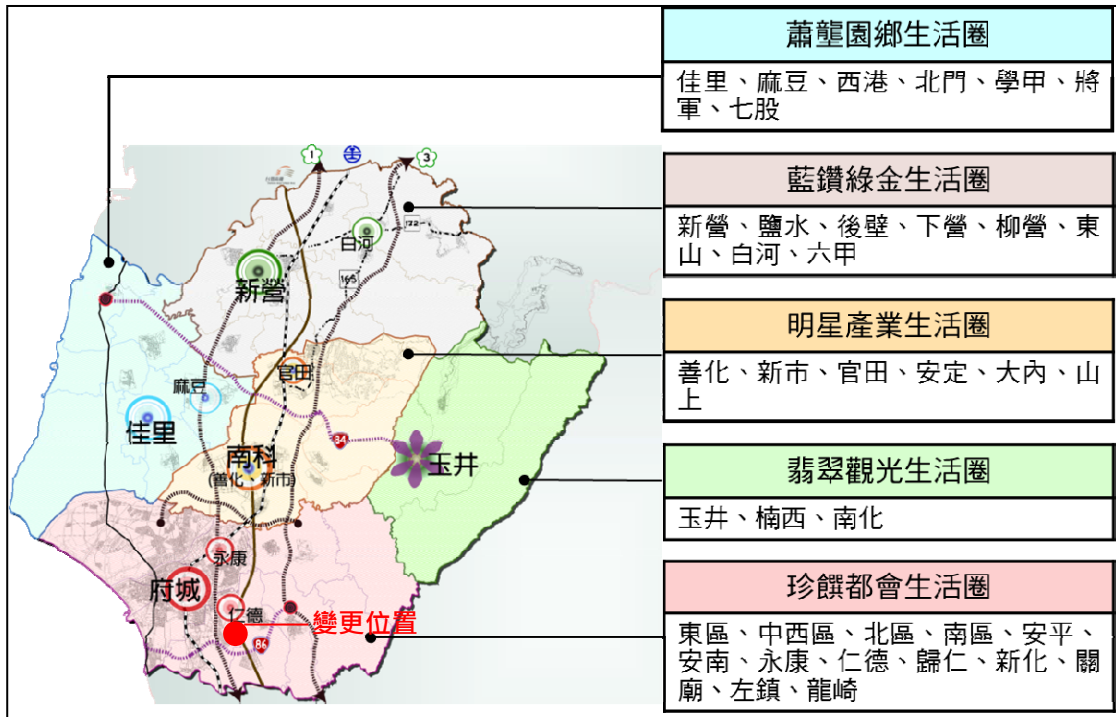 蕭壟園鄉生活圈
佳里、麻豆、西港、北門、學甲、將
軍、七股
藍鑽綠金生活圈
新營、鹽水、後壁、下營、柳營、東
山、白河、六甲
明星產業生活圈
善化、新市、官田、安定、大內、山
上
翡翠觀光生活圈
玉井、楠西、南化
珍饌都會生活圈
東區、中西區、北區、南區、安平、
安南、永康、仁德、歸仁、新化、關
廟、左鎮、龍崎
1
3
172
白河
165
新營
官田
麻豆
佳里
84
南科
(善化、新市)
玉井
永康
府城
仁德
變更位置
86